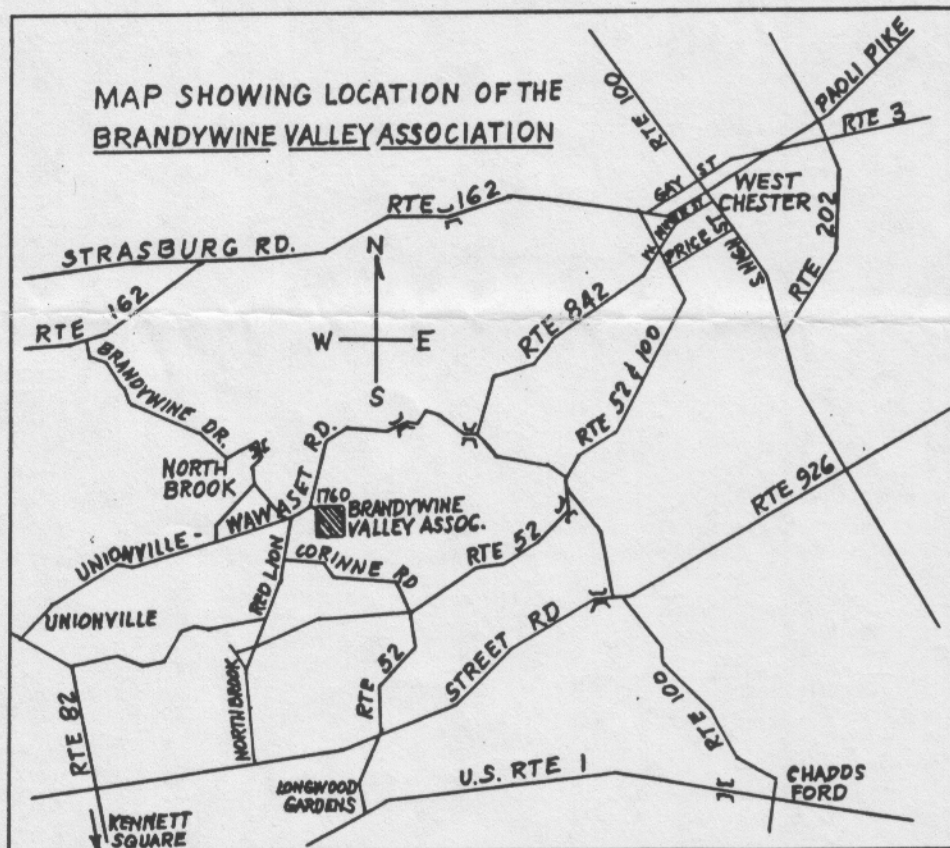 MAP SHOWING LOCATION OF THE
BRANDYWINE VALLEY ASSOCIATION
RTE 100
PAOLI PIKE
RTE 3
GAY ST
WEST
CHESTER
RTE 162
MINER ST
PRICE ST
S HIGH ST
RTE 202
STRASBURG RD.
N
W E
S
RTE 162
RTE 842
BRANDYWINE DR.
RTE 52 & 100
NORTH
BROOK
UNIONVILLE - WAWASET RD.
1760
BRANDYWINE
VALLEY ASSOC.
RTE 926
RTE 52
CORINNE RD
RED LION
UNIONVILLE
STREET RD
NORTHBROOK
RTE 52
RTE 100
RTE 82
LONGWOOD
GARDENS
U.S. RTE 1
CHADDS
FORD
KENNETT
SQUARE